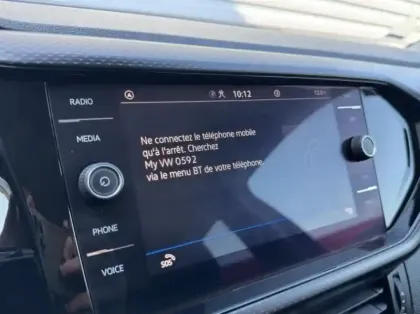 RADIO
10:12
MEDIA
Ne connectez le téléphone mobile
qu'à l'arrêt. Cherchez
My VW 0592
via le menu BT de votre téléphone.
PHONE
VOICE
SOS